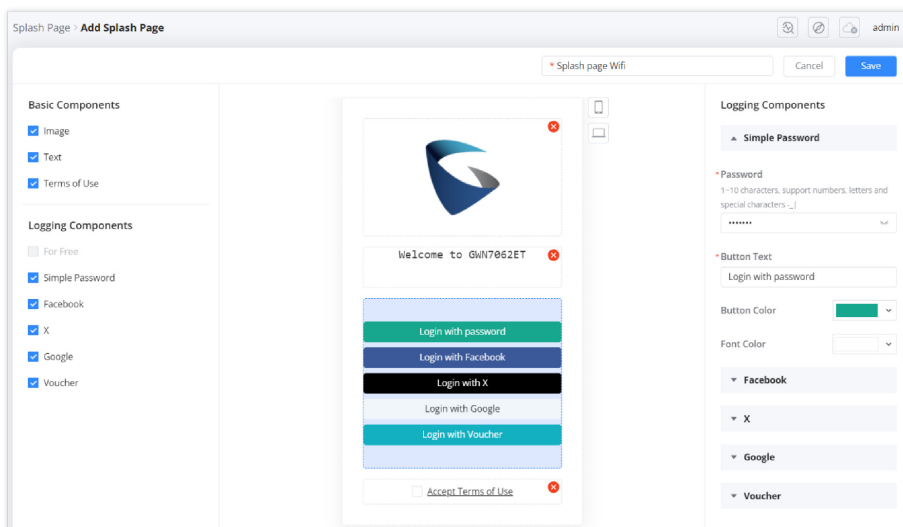 Splash Page > Add Splash Page
admin
* Splash page Wifi
Cancel
Save
Basic Components
Image
Text
Terms of Use
Logging Components
For Free
Simple Password
Facebook
X
Google
Voucher
Welcome to GWN7062ET
Login with password
Login with Facebook
Login with X
Login with Google
Login with Voucher
Accept Terms of Use
Logging Components
Simple Password
*Password
1~10 characters, support numbers, letters and
special characters -_|
•••••••
*Button Text
Login with password
Button Color
Font Color
Facebook
X
Google
Voucher